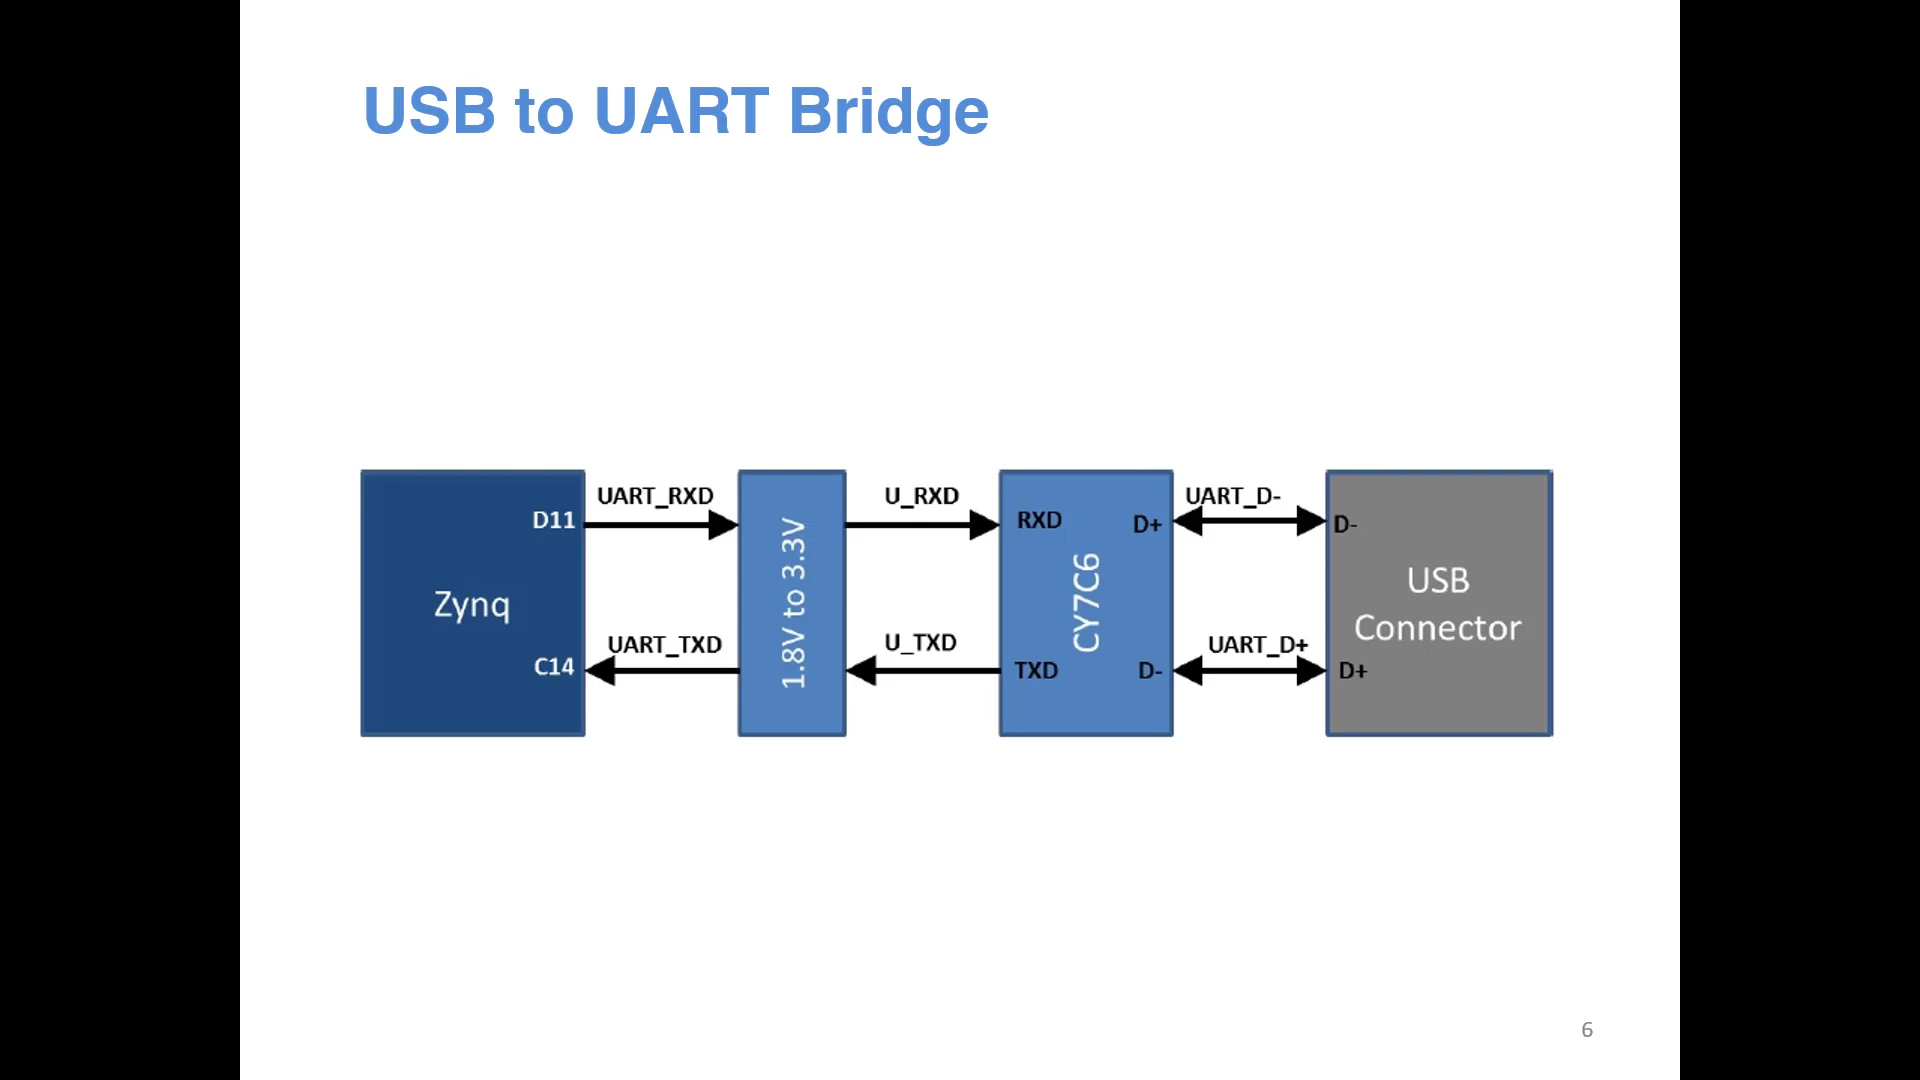 USB to UART Bridge
UART_RXD
U_RXD
UART_D-
D11
RXD
D+
D-
Zynq
1.8V to 3.3V
CY7C6
USB
Connector
UART_TXD
U_TXD
UART_D+
C14
TXD
D-
D+
6